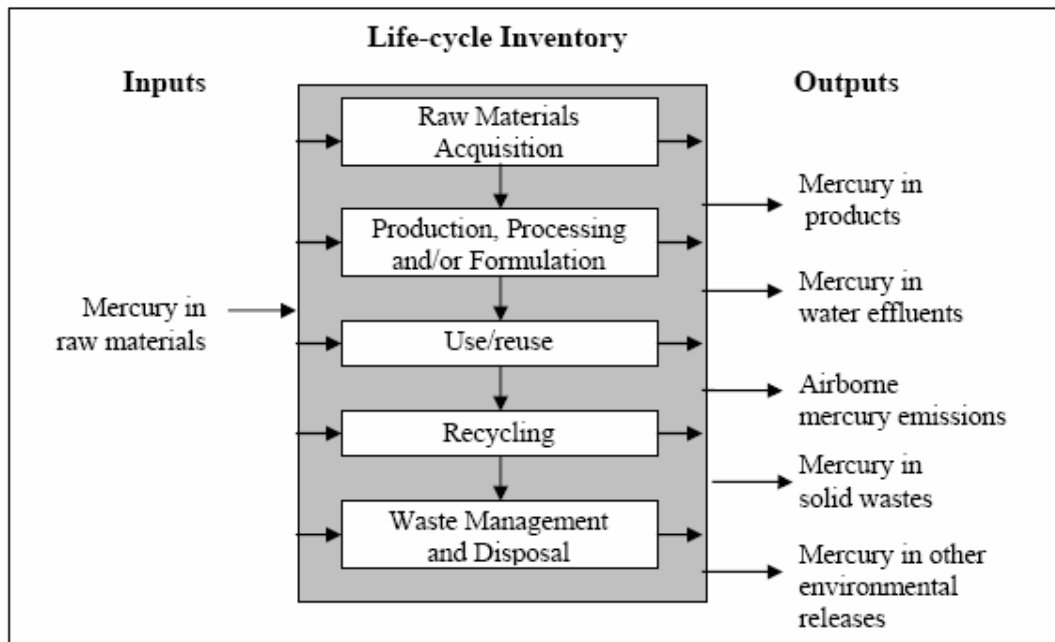 Life-cycle Inventory
Inputs
Outputs
Raw Materials
Acquisition
Production, Processing
and/or Formulation
Use/reuse
Recycling
Waste Management
and Disposal
Mercury in
raw materials
Mercury in
products
Mercury in
water effluents
Airborne
mercury emissions
Mercury in
solid wastes
Mercury in other
environmental
releases